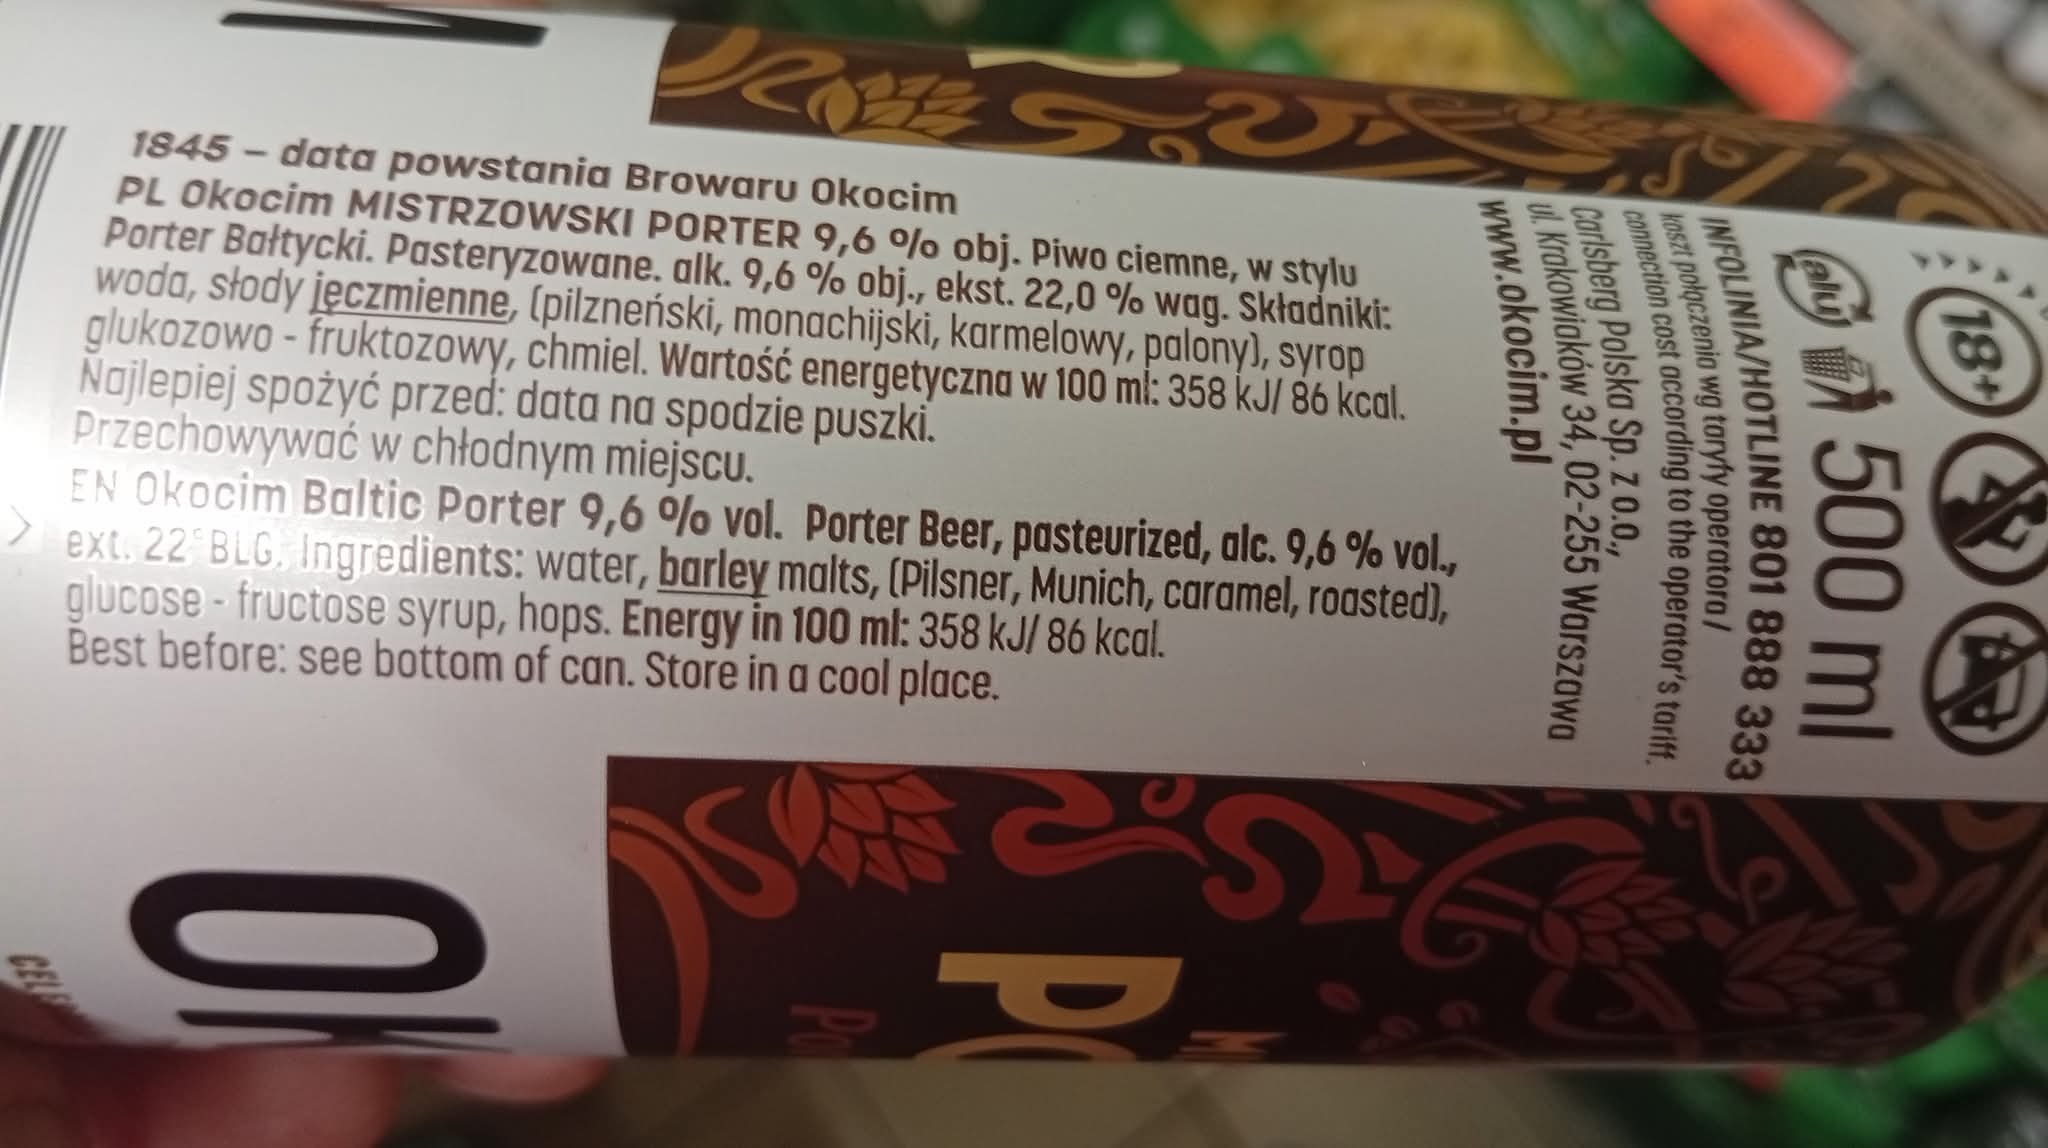 1845 – data powstania Browaru Okocim
PL Okocim MISTRZOWSKI PORTER 9,6 % obj. Piwo ciemne, w stylu
Porter Bałtycki. Pasteryzowane. alk. 9,6 % obj., ekst. 22,0 % wag. Składniki:
woda, słody jęczmienne, (pilzneński, monachijski, karmelowy, palony), syrop
glukozowo - fruktozowy, chmiel. Wartość energetyczna w 100 ml: 358 kJ/ 86 kcal.
Najlepiej spożyć przed: data na spodzie puszki.
Przechowywać w chłodnym miejscu.
EN Okocim Baltic Porter 9,6 % vol. Porter Beer, pasteurized, alc. 9,6 % vol.,
ext. 22°BLG. Ingredients: water, barley malts, (Pilsner, Munich, caramel, roasted),
glucose - fructose syrup, hops. Energy in 100 ml: 358 kJ/ 86 kcal.
Best before: see bottom of can. Store in a cool place.
18+
alu
500 ml
INFOLINIA/HOTLINE 801 888 333
koszt połączenia wg taryfy operatora /
connection cost according to the operator's tariff.
Carlsberg Polska Sp. z o.o.,
ul. Krakowiaków 34, 02-255 Warszawa
www.okocim.pl
OK
PO